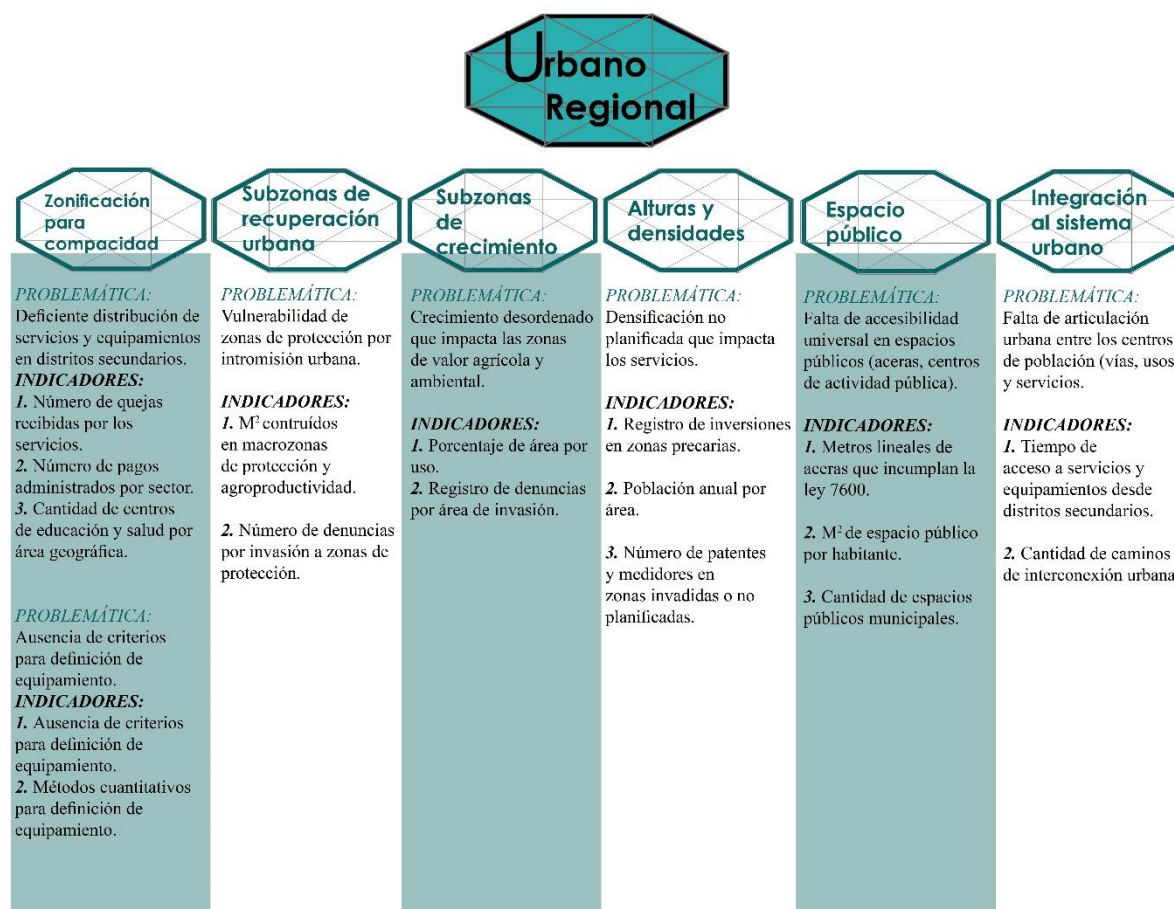 Urbano
Regional
Zonificación
para
compacidad
PROBLEMÁTICA:
Deficiente distribución de
servicios y equipamientos
en distritos secundarios.
INDICADORES:
1. Número de quejas
recibidas por los
servicios.
2. Número de pagos
administrados por sector.
3. Cantidad de centros
de educación y salud por
área geográfica.
PROBLEMÁTICA:
Ausencia de criterios
para definición de
equipamiento.
INDICADORES:
1. Ausencia de criterios
para definición de
equipamiento.
2. Métodos cuantitativos
para definición de
equipamiento.
Subzonas de
recuperación
urbana
PROBLEMÁTICA:
Vulnerabilidad de
zonas de protección por
intromisión urbana.
INDICADORES:
1. M² contruídos
en macrozonas
de protección y
agroproductividad.
2. Número de denuncias
por invasión a zonas de
protección.
Subzonas
de
crecimiento
PROBLEMÁTICA:
Crecimiento desordenado
que impacta las zonas
de valor agrícola y
ambiental.
INDICADORES:
1. Porcentaje de área por
uso.
2. Registro de denuncias
por área de invasión.
Alturas y
densidades
PROBLEMÁTICA:
Densificación no
planificada que impacta
los servicios.
INDICADORES:
1. Registro de inversiones
en zonas precarias.
2. Población anual por
área.
3. Número de patentes
y medidores en
zonas invadidas o no
planificadas.
Espacio
público
PROBLEMÁTICA:
Falta de accesibilidad
universal en espacios
públicos (aceras, centros
de actividad pública).
INDICADORES:
1. Metros lineales de
aceras que incumplan la
ley 7600.
2. M² de espacio público
por habitante.
3. Cantidad de espacios
públicos municipales.
Integración
al sistema
urbano
PROBLEMÁTICA:
Falta de articulación
urbana entre los centros
de población (vías, usos
y servicios.
INDICADORES:
1. Tiempo de
acceso a servicios y
equipamientos desde
distritos secundarios.
2. Cantidad de caminos
de interconexión urbana